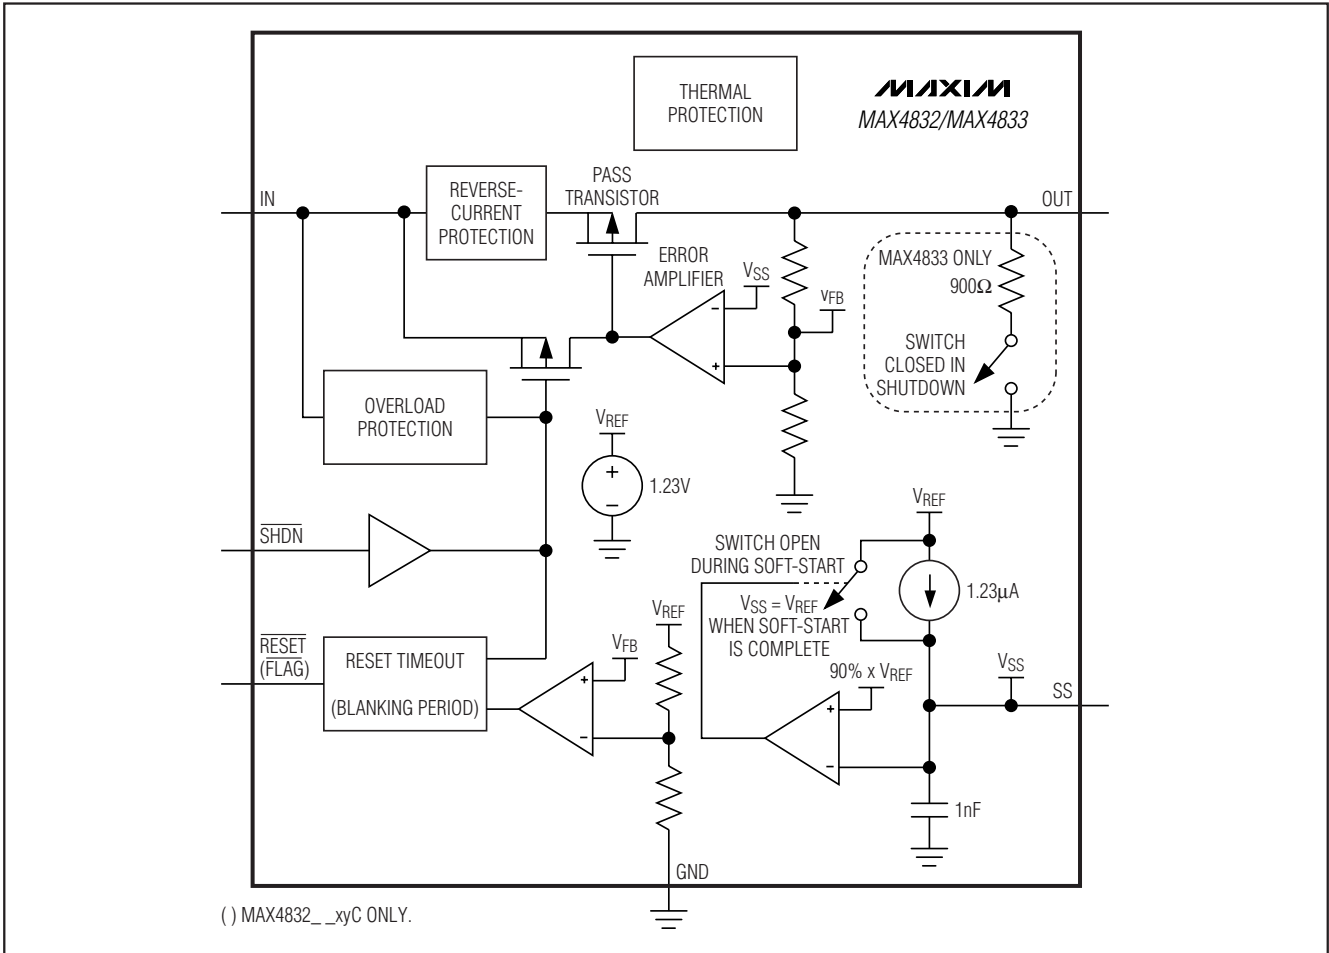 THERMAL
PROTECTION
MAXIM
MAX4832/MAX4833
IN
REVERSE-
CURRENT
PROTECTION
PASS
TRANSISTOR
OUT
ERROR
AMPLIFIER
VSS
-
+
vFB
MAX4833 ONLY
900Ω
SWITCH
CLOSED IN
SHUTDOWN
OVERLOAD
PROTECTION
VREF
+
-
1.23V
SHDN
VREF
SWITCH OPEN
DURING SOFT-START
1.23µA
VSS = VREF
WHEN SOFT-START
IS COMPLETE
RESET
(FLAG)
RESET TIMEOUT
(BLANKING PERIOD)
VFB
+
-
VREF
90% x VREF
+
-
VSS
SS
1nF
GND
( ) MAX4832_ _xyC ONLY.